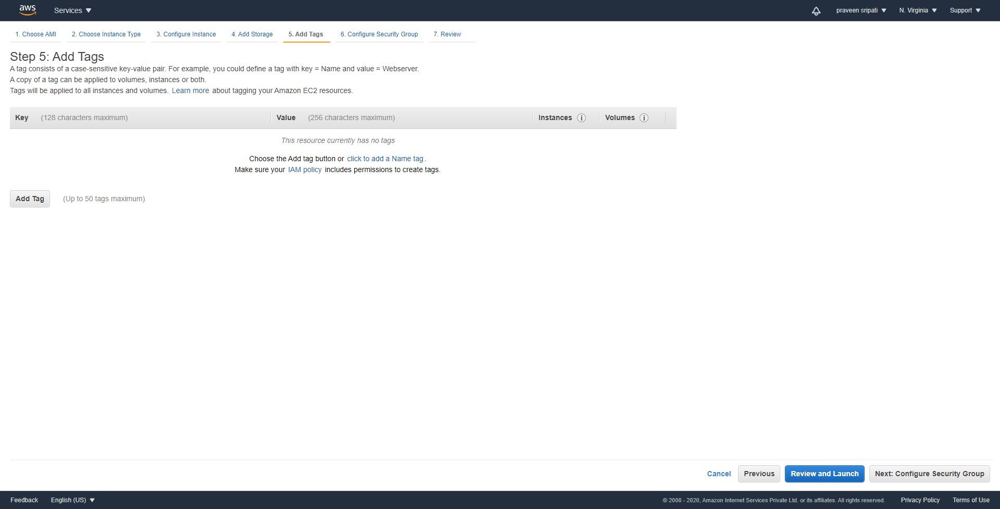 aws Services praveen sripati N. Virginia Support
1. Choose AMI 2. Choose Instance Type 3. Configure Instance 4. Add Storage 5. Add Tags 6. Configure Security Group 7. Review
Step 5: Add Tags
A tag consists of a case-sensitive key-value pair. For example, you could define a tag with key = Name and value = Webserver.
A copy of a tag can be applied to volumes, instances or both.
Tags will be applied to all instances and volumes. Learn more about tagging your Amazon EC2 resources.
Key (128 characters maximum) Value (256 characters maximum) Instances i Volumes i
This resource currently has no tags
Choose the Add tag button or click to add a Name tag.
Make sure your IAM policy includes permissions to create tags.
Add Tag (Up to 50 tags maximum)
Cancel Previous Review and Launch Next: Configure Security Group
Feedback English (US) © 2008 - 2020, Amazon Internet Services Private Ltd. or its affiliates. All rights reserved. Privacy Policy Terms of Use